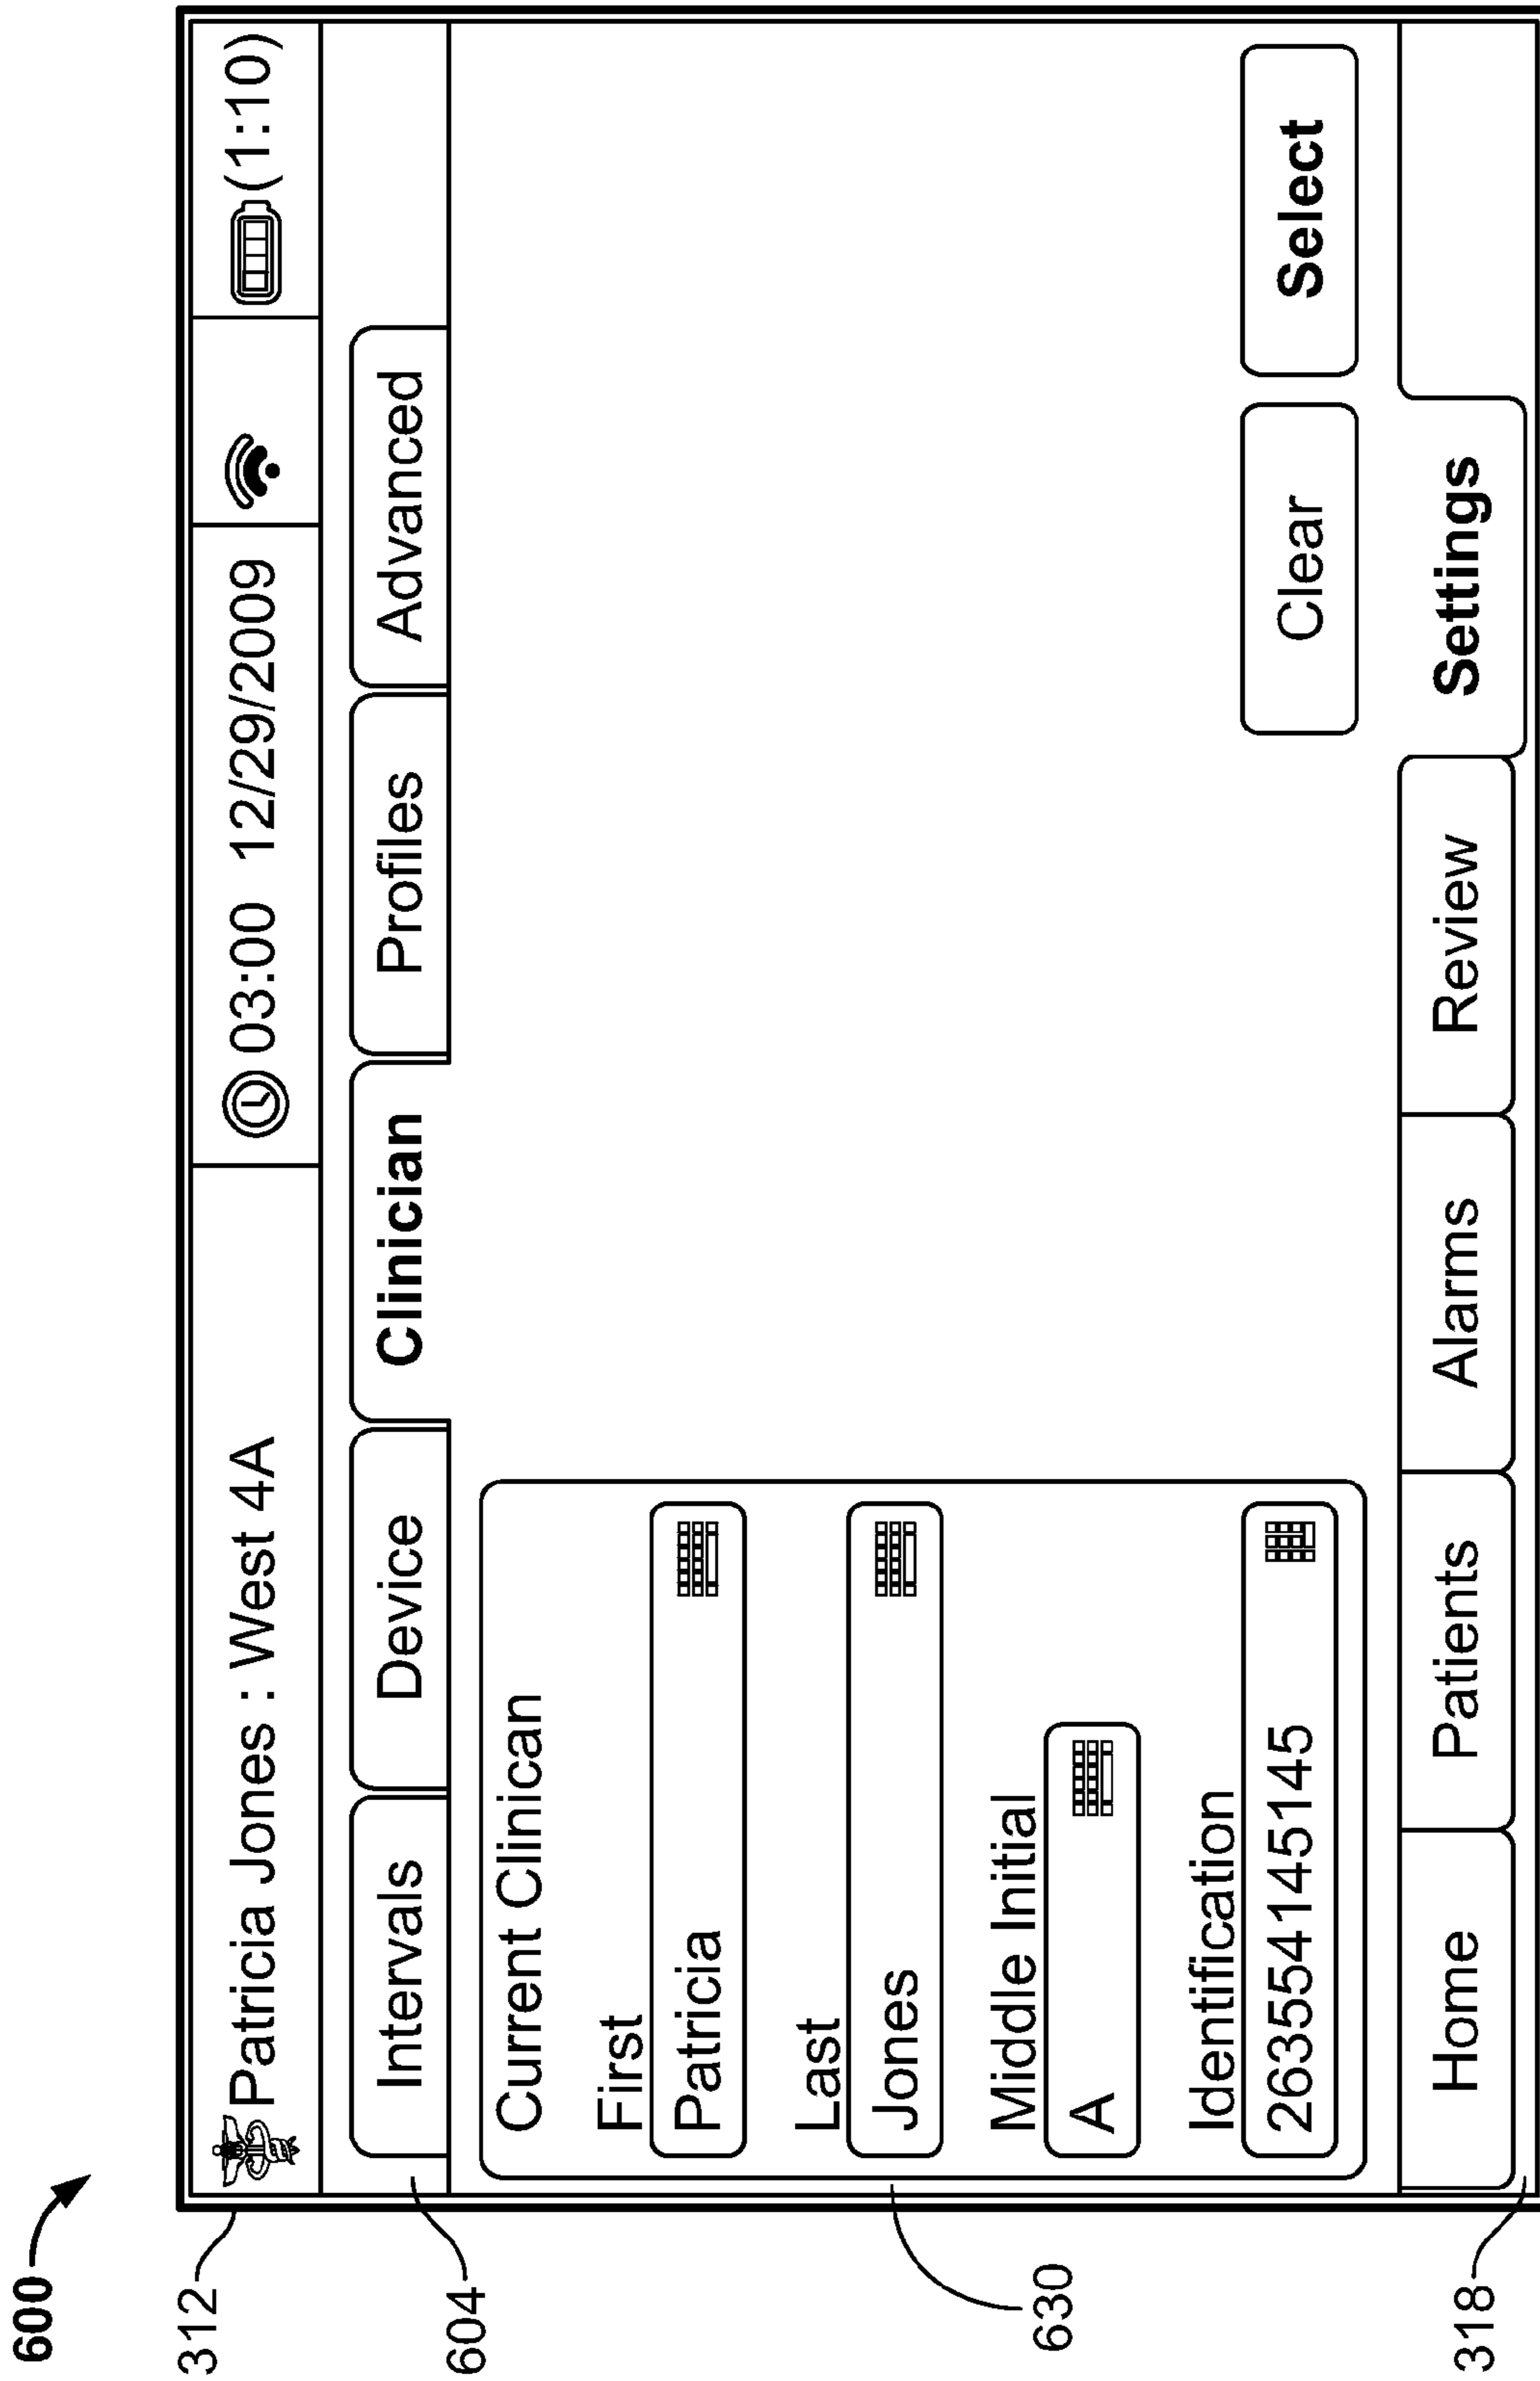 600
312
Patricia Jones : West 4A
03:00 12/29/2009
(1:10)
604
Intervals
Device
Clinician
Profiles
Advanced
630
Current Clinican
First
Patricia
Last
Jones
Middle Initial
A
Identification
263554145145
Clear
Select
318
Home
Patients
Alarms
Review
Settings